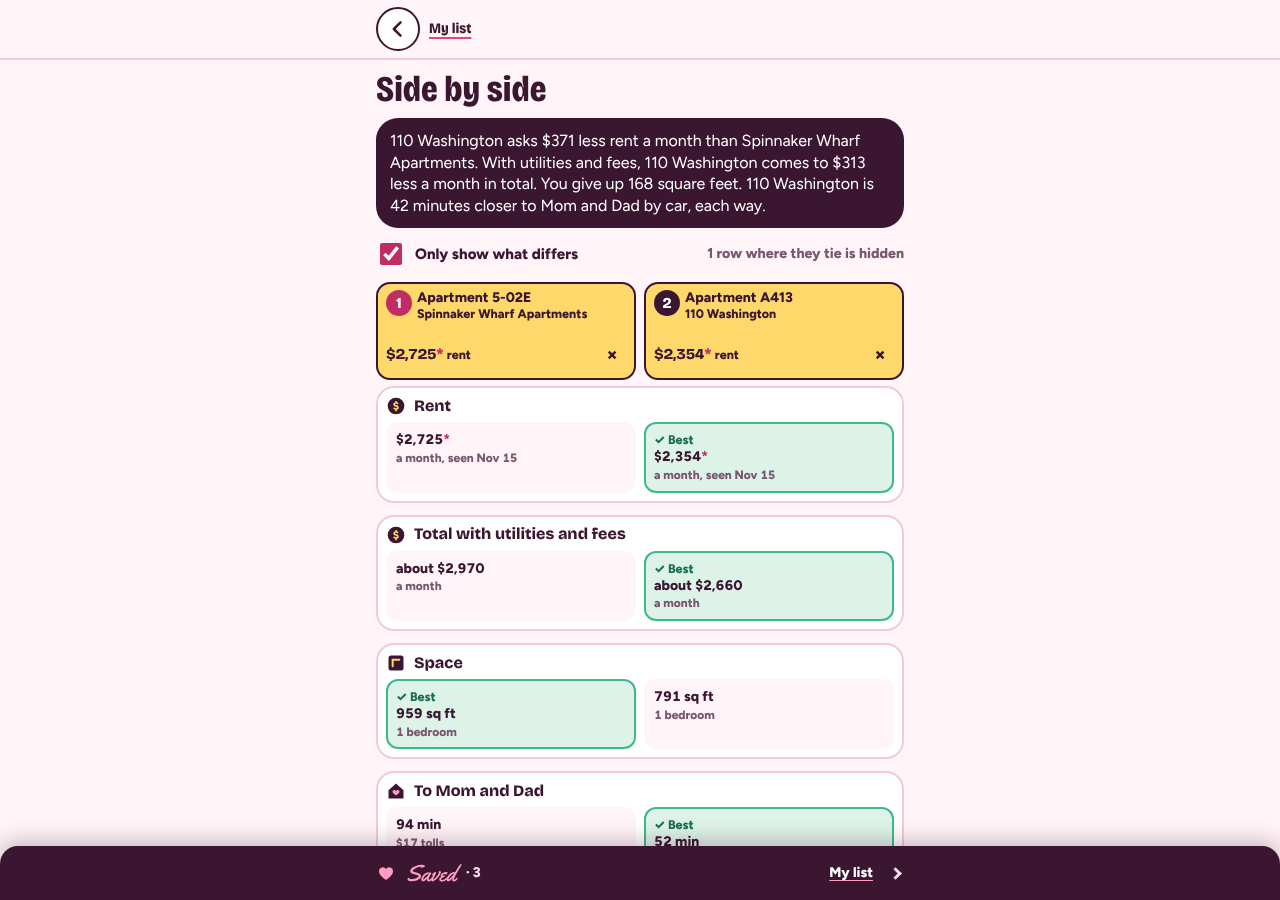 My list
Side by side
110 Washington asks $371 less rent a month than Spinnaker Wharf
Apartments. With utilities and fees, 110 Washington comes to $313
less a month in total. You give up 168 square feet. 110 Washington is
42 minutes closer to Mom and Dad by car, each way.
Only show what differs
1 row where they tie is hidden
1 Apartment 5-02E
Spinnaker Wharf Apartments
$2,725* rent ×
2 Apartment A413
110 Washington
$2,354* rent ×
$ Rent
$2,725*
a month, seen Nov 15
✓ Best
$2,354*
a month, seen Nov 15
$ Total with utilities and fees
about $2,970
a month
✓ Best
about $2,660
a month
Space
✓ Best
959 sq ft
1 bedroom
791 sq ft
1 bedroom
To Mom and Dad
94 min
$17 tolls
✓ Best
52 min
Saved · 3
My list